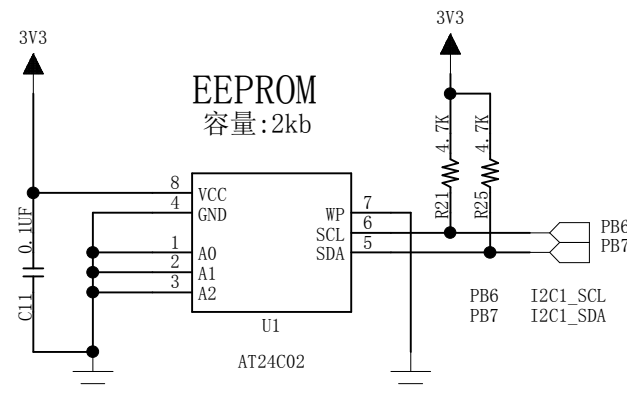 3V3
3V3
EEPROM
容量:2kb
4.7K
4.7K
R21
R25
8
VCC
4
GND
1
A0
2
A1
3
A2
WP
7
SCL
6
SDA
5
0.1UF
C11
PB6
PB7
PB6 I2C1_SCL
PB7 I2C1_SDA
U1
AT24C02